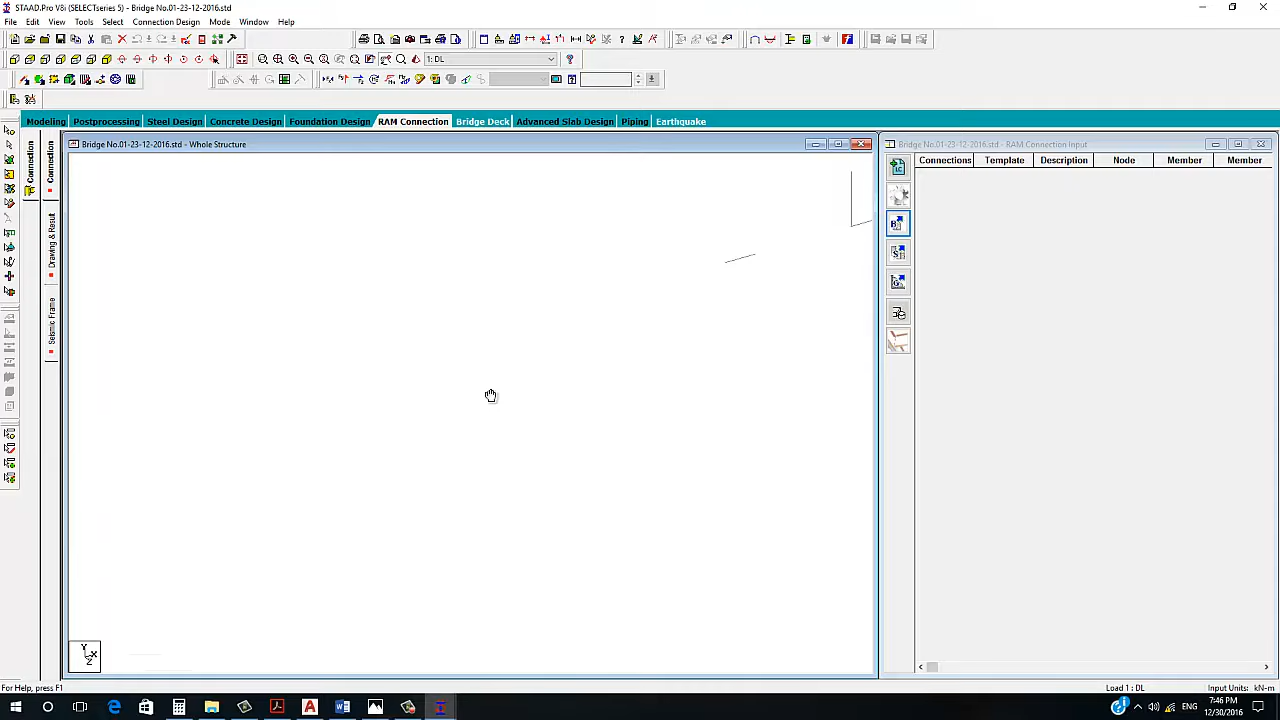 STAAD.Pro V8i (SELECTseries 5) - Bridge No.01-23-12-2016.std
File Edit View Tools Select Connection Design Mode Window Help
1: DL
Modeling Postprocessing Steel Design Concrete Design Foundation Design RAM Connection Bridge Deck Advanced Slab Design Piping Earthquake
Bridge No.01-23-12-2016.std - Whole Structure
Bridge No.01-23-12-2016.std - RAM Connection Input
Connections Template Description Node Member Member
Connection
Connection
Drawing & Result
Seismic Frame
Y
X
Z
For Help, press F1
Load 1 : DL
Input Units: kN-m
7:46 PM
12/30/2016